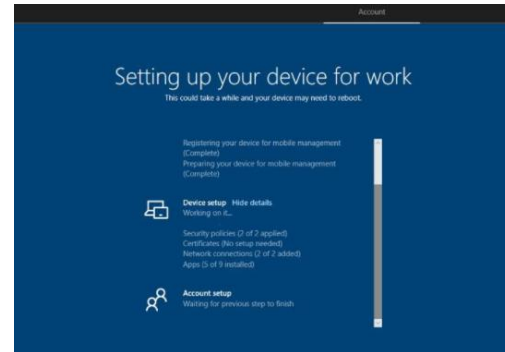 Account
Setting up your device for work
This could take a while and your device may need to reboot.
Registering your device for mobile management
(Complete)
Preparing your device for mobile management
(Complete)
Device setup Hide details
Working on it...
Security policies (2 of 2 applied)
Certificates (No setup needed)
Network connections (2 of 2 added)
Apps (5 of 9 installed)
Account setup
Waiting for previous step to finish